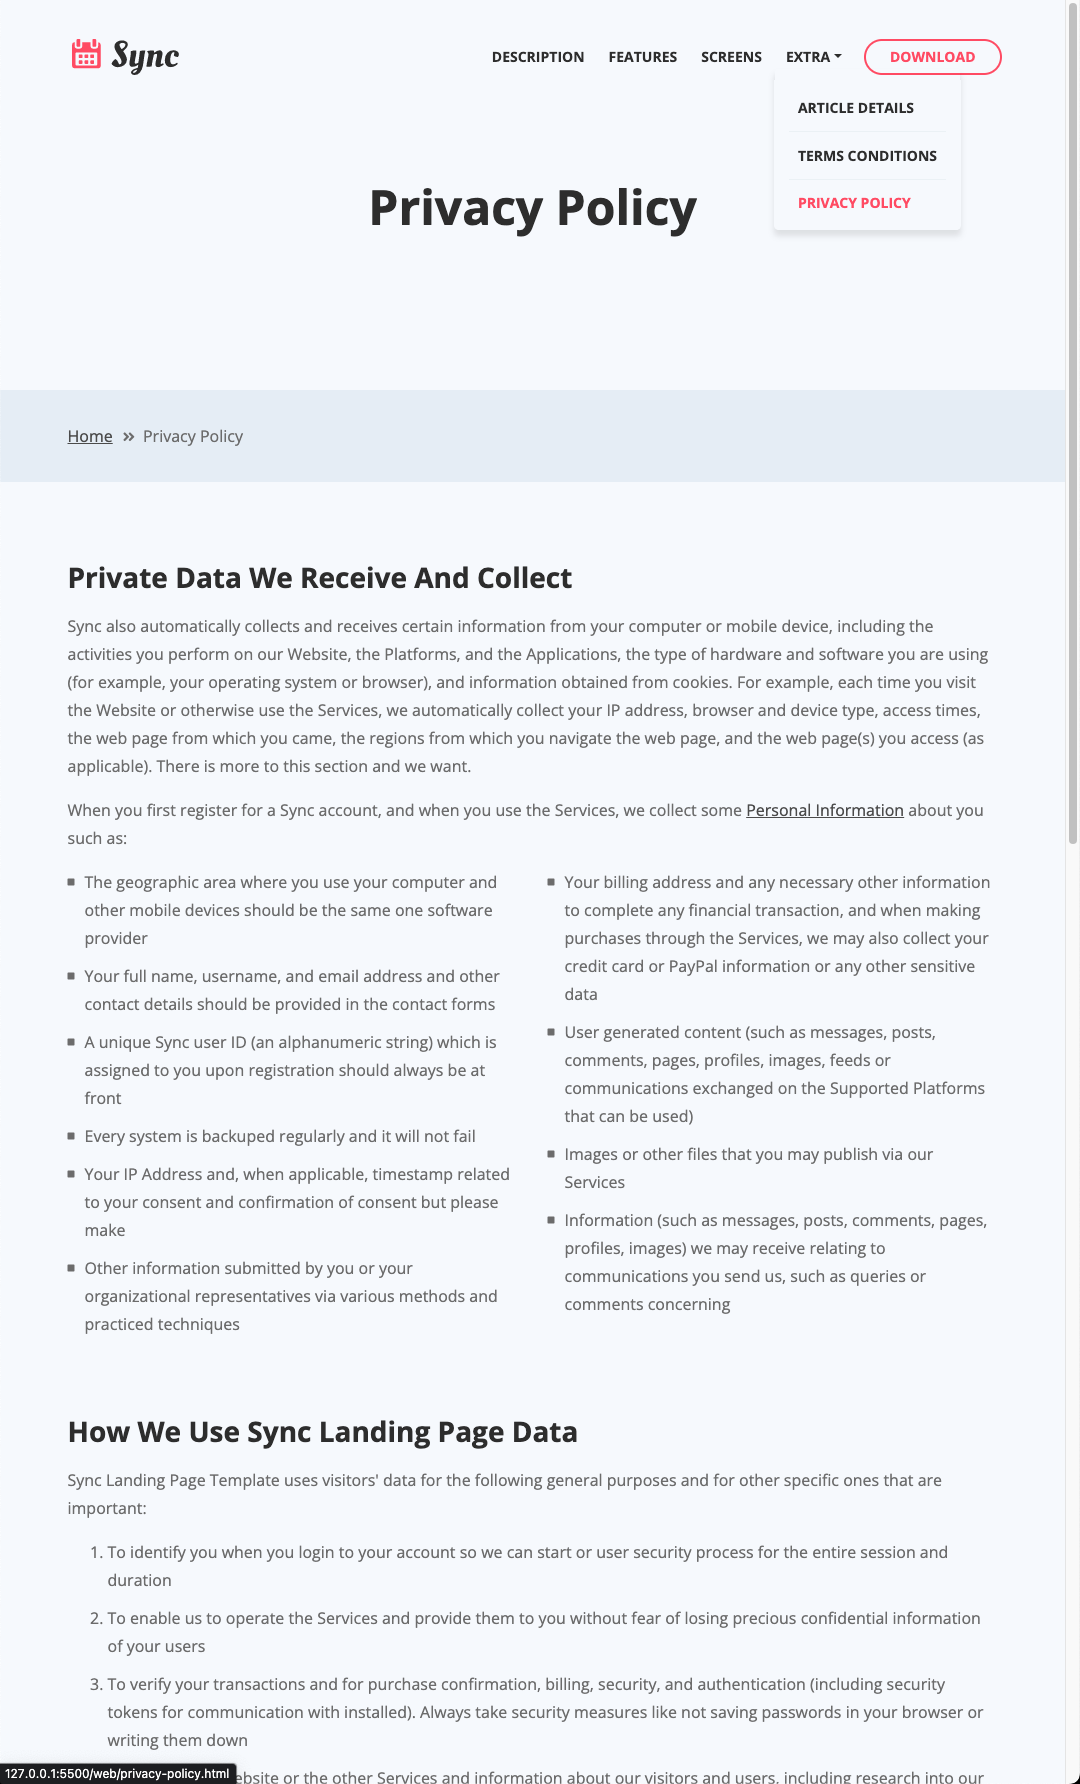 Sync
DESCRIPTION FEATURES SCREENS EXTRA DOWNLOAD
ARTICLE DETAILS
TERMS CONDITIONS
PRIVACY POLICY
Privacy Policy
Home » Privacy Policy
Private Data We Receive And Collect
Sync also automatically collects and receives certain information from your computer or mobile device, including the
activities you perform on our Website, the Platforms, and the Applications, the type of hardware and software you are using
(for example, your operating system or browser), and information obtained from cookies. For example, each time you visit
the Website or otherwise use the Services, we automatically collect your IP address, browser and device type, access times,
the web page from which you came, the regions from which you navigate the web page, and the web page(s) you access (as
applicable). There is more to this section and we want.
When you first register for a Sync account, and when you use the Services, we collect some Personal Information about you
such as:
The geographic area where you use your computer and
other mobile devices should be the same one software
provider
Your full name, username, and email address and other
contact details should be provided in the contact forms
A unique Sync user ID (an alphanumeric string) which is
assigned to you upon registration should always be at
front
Every system is backuped regularly and it will not fail
Your IP Address and, when applicable, timestamp related
to your consent and confirmation of consent but please
make
Other information submitted by you or your
organizational representatives via various methods and
practiced techniques
Your billing address and any necessary other information
to complete any financial transaction, and when making
purchases through the Services, we may also collect your
credit card or PayPal information or any other sensitive
data
User generated content (such as messages, posts,
comments, pages, profiles, images, feeds or
communications exchanged on the Supported Platforms
that can be used)
Images or other files that you may publish via our
Services
Information (such as messages, posts, comments, pages,
profiles, images) we may receive relating to
communications you send us, such as queries or
comments concerning
How We Use Sync Landing Page Data
Sync Landing Page Template uses visitors' data for the following general purposes and for other specific ones that are
important:
1. To identify you when you login to your account so we can start or user security process for the entire session and
duration
2. To enable us to operate the Services and provide them to you without fear of losing precious confidential information
of your users
3. To verify your transactions and for purchase confirmation, billing, security, and authentication (including security
tokens for communication with installed). Always take security measures like not saving passwords in your browser or
writing them down
ebsite or the other Services and information about our visitors and users, including research into our
127.0.0.1:5500/web/privacy-policy.html